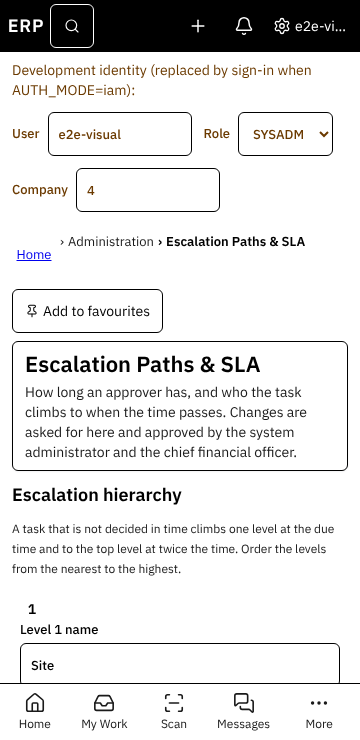 ERP
e2e-vi...
Development identity (replaced by sign-in when
AUTH_MODE=iam):
User e2e-visual Role SYSADM
Company 4
Home › Administration › Escalation Paths & SLA
Add to favourites
Escalation Paths & SLA
How long an approver has, and who the task
climbs to when the time passes. Changes are
asked for here and approved by the system
administrator and the chief financial officer.
Escalation hierarchy
A task that is not decided in time climbs one level at the due
time and to the top level at twice the time. Order the levels
from the nearest to the highest.
1
Level 1 name
Site
Home My Work Scan Messages More